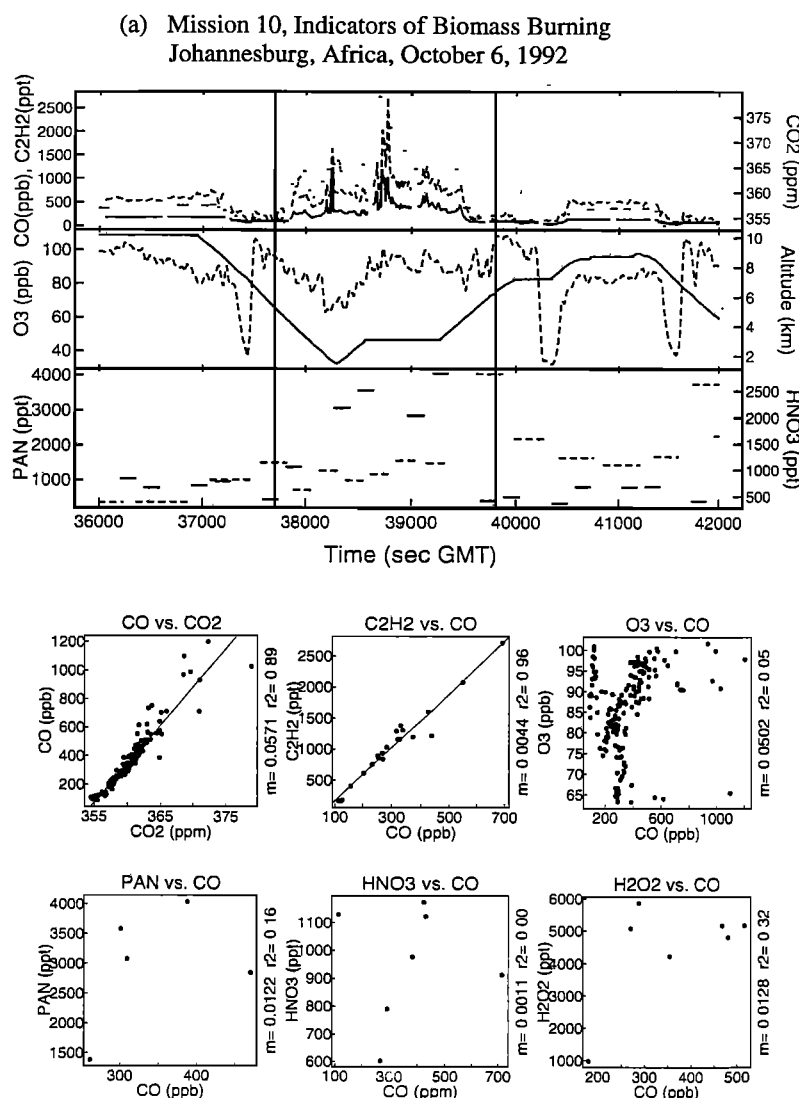 (a) Mission 10, Indicators of Biomass Burning
Johannesburg, Africa, October 6, 1992
CO(ppb), C2H2(ppt)
2500
2000
1500
1000
500
0
375
370
365
360
355
CO2 (ppm)
O3 (ppb)
100
80
60
40
10
8
6
4
2
Altitude (km)
PAN (ppt)
4000
3000
2000
1000
2500
2000
1500
1000
500
HNO3 (ppt)
36000 37000 38000 39000 40000 41000 42000
Time (sec GMT)
CO vs. CO2
CO (ppb)
1200
1000
800
600
400
200
355 365 375
CO2 (ppm)
m= 0.0571 r2= 0 89
C2H2 vs. CO
C2H2 (ppt)
2500
2000
1500
1000
500
100 300 500 700
CO (ppb)
m= 0 0044 r2= 0 96
O3 vs. CO
O3 (ppb)
100
95
90
85
80
75
70
65
200 600 1000
CO (ppb)
m= 0 0502 r2= 0 05
PAN vs. CO
PAN (ppt)
4000
3500
3000
2500
2000
1500
300 400
CO (ppb)
m= 0.0122 r2= 0 16
HNO3 vs. CO
HNO3 (ppt)
1100
1000
900
800
700
600
100 300 500 700
CO (ppm)
m= 0 0011 r2= 0 00
H2O2 vs. CO
H2O2 (ppt)
6000
5000
4000
3000
2000
1000
200 300 400 500
CO (ppb)
m= 0 0128 r2= 0 32